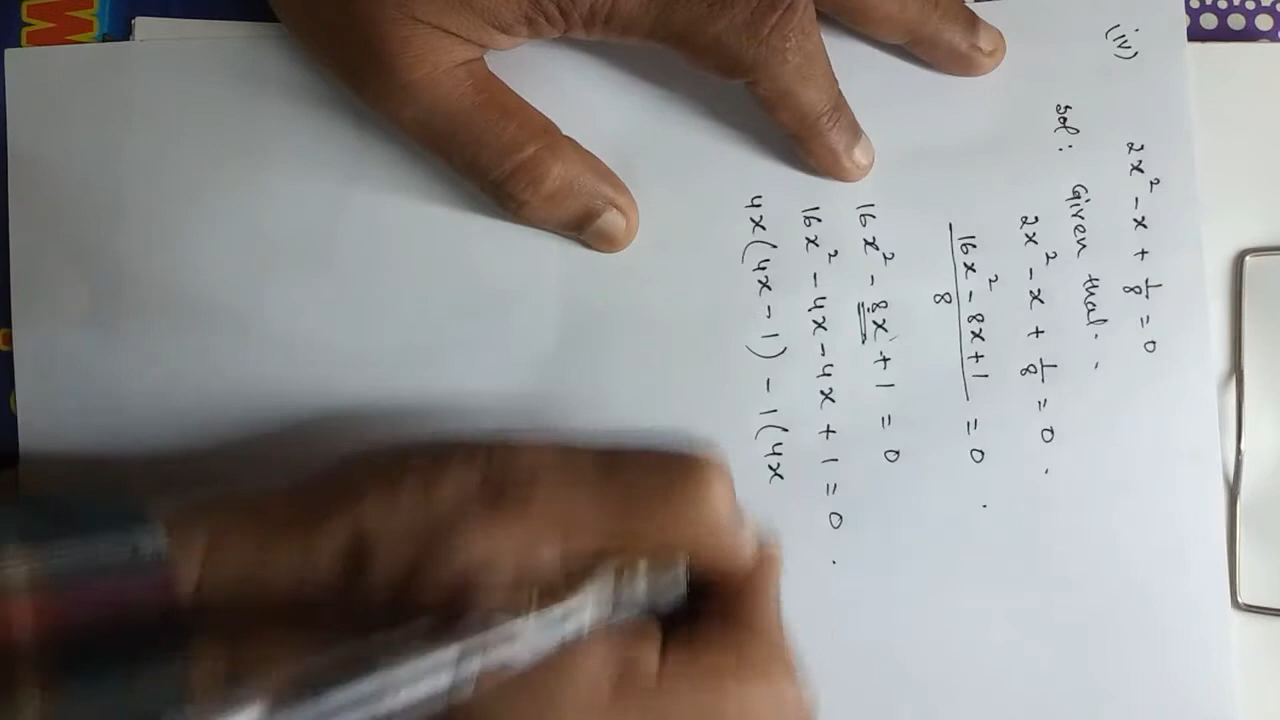 (iv) 2x² - x + 1/8 = 0
Sol: Given that
2x² - x + 1/8 = 0.
16x² - 8x + 1 / 8 = 0
16x² - 8x + 1 = 0
16x² - 4x - 4x + 1 = 0.
4x(4x - 1) - 1(4x